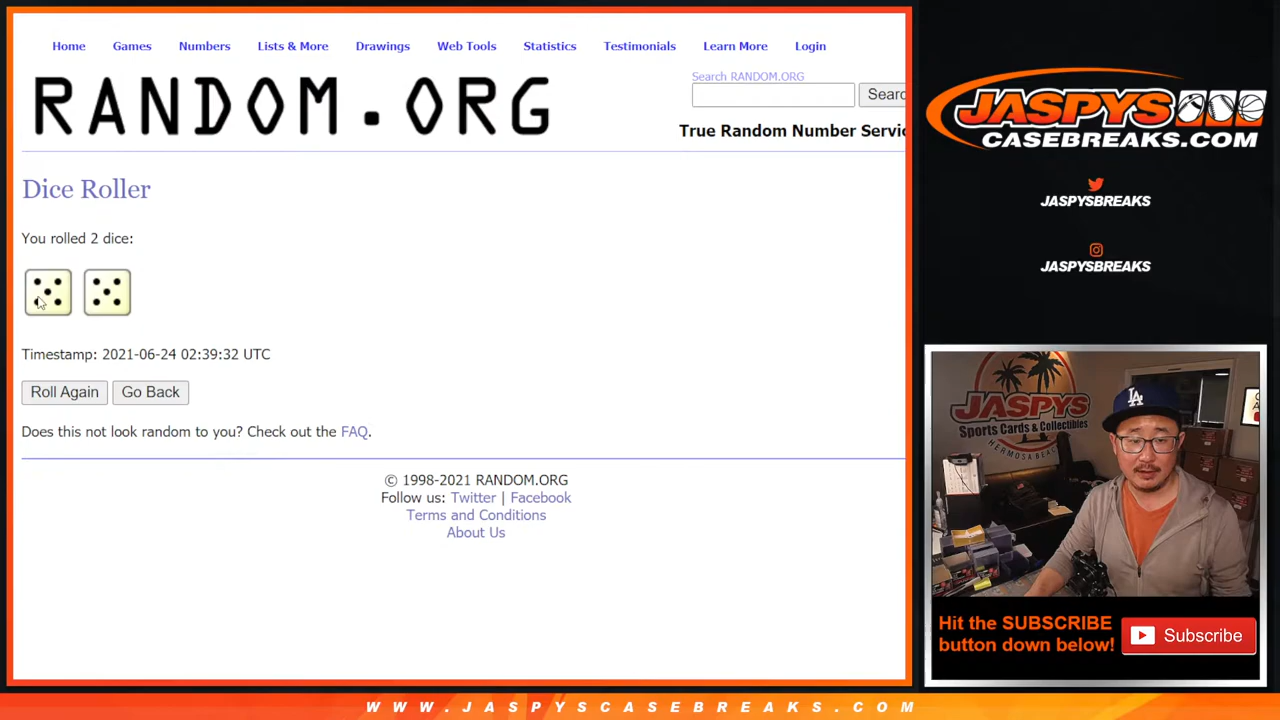 Home Games Numbers Lists & More Drawings Web Tools Statistics Testimonials Learn More Login
RANDOM.ORG
Search RANDOM.ORG
True Random Number Servic
Dice Roller
You rolled 2 dice:
Timestamp: 2021-06-24 02:39:32 UTC
Roll Again Go Back
Does this not look random to you? Check out the FAQ.
© 1998-2021 RANDOM.ORG
Follow us: Twitter | Facebook
Terms and Conditions
About Us
JASPYS
CASEBREAKS.COM
JASPYSBREAKS
JASPYSBREAKS
JASPYS
Sports Cards & Collectibles
HERMOSA BEACH
LA
Hit the SUBSCRIBE
button down below!
Subscribe
WWW.JASPYSCASEBREAKS.COM